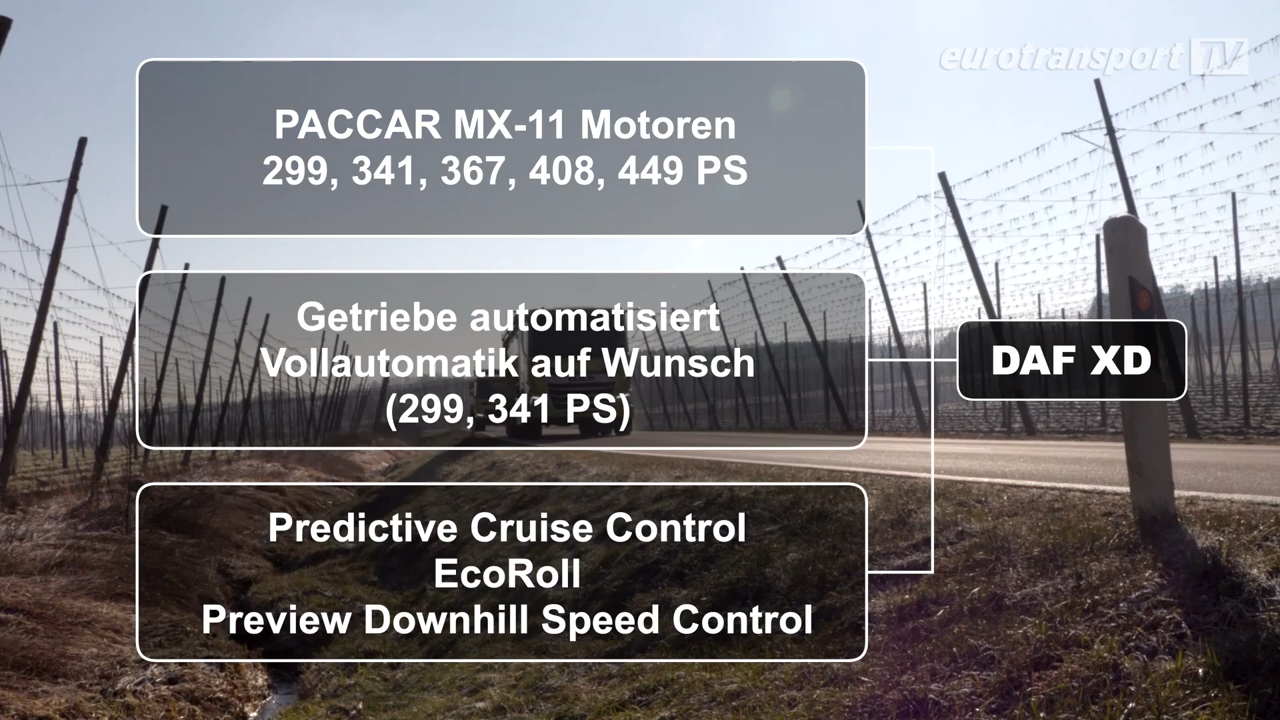 eurotransport TV
PACCAR MX-11 Motoren
299, 341, 367, 408, 449 PS
Getriebe automatisiert
Vollautomatik auf Wunsch
(299, 341 PS)
DAF XD
Predictive Cruise Control
EcoRoll
Preview Downhill Speed Control